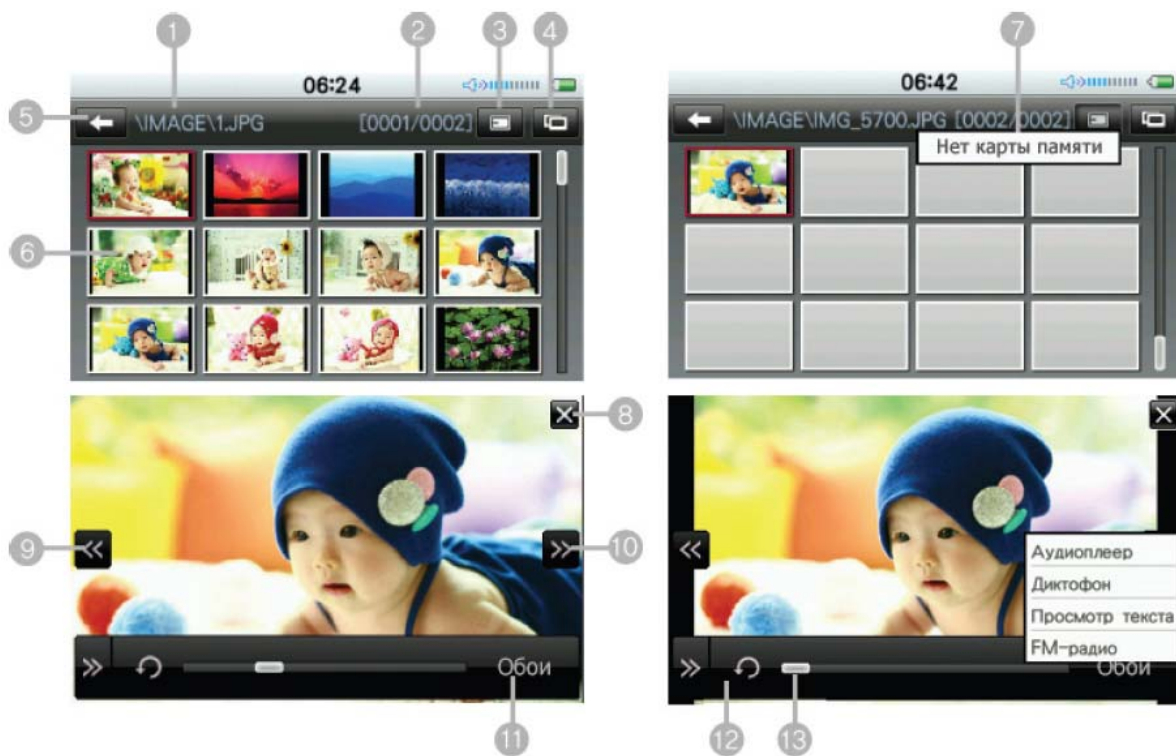 1
2
3
4
7
06:24
06:42
5
\IMAGE\1.JPG [0001/0002]
\IMAGE\IMG_5700.JPG [0002/0002]
Нет карты памяти
6
8
9
10
Аудиоплеер
Диктофон
Просмотр текста
FM-радио
Обои
Обои
11
12
13